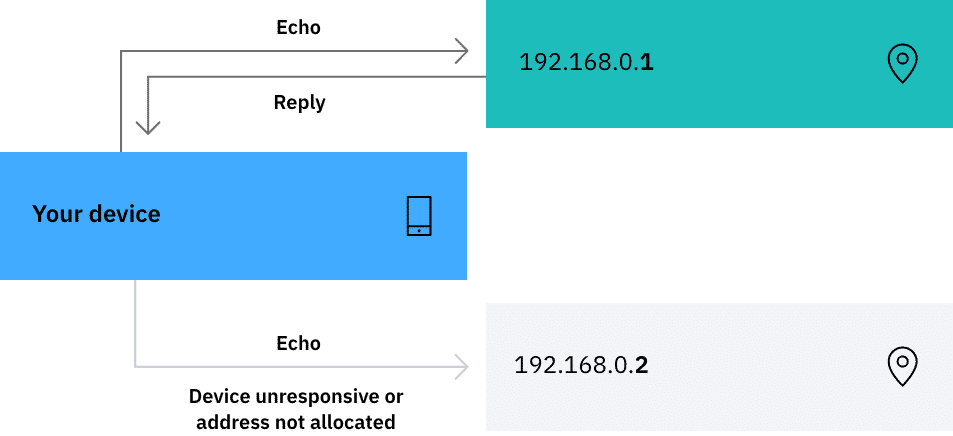 Echo
192.168.0.1
Reply
Your device
Echo
192.168.0.2
Device unresponsive or
address not allocated